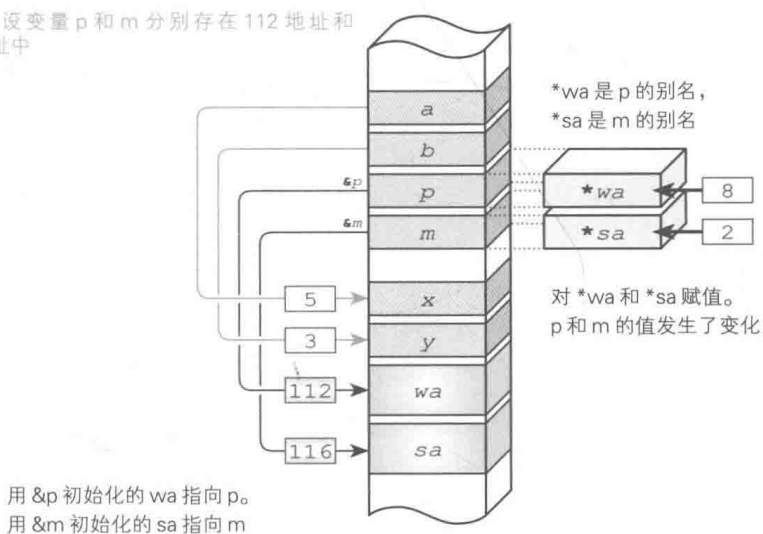 设变量 p 和 m 分别存在 112 地址和
址中
a
b
&p
p
&m
m
5
x
3
y
112
wa
116
sa
*wa 是 p 的别名，
*sa 是 m 的别名
*wa
8
*sa
2
对 *wa 和 *sa 赋值。
p 和 m 的值发生了变化
用 &p 初始化的 wa 指向 p。
用 &m 初始化的 sa 指向 m